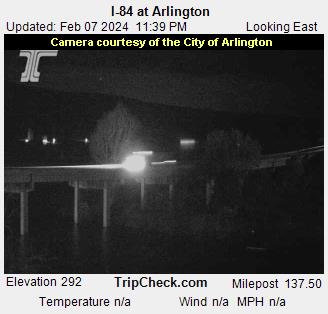 I-84 at Arlington
Updated: Feb 07 2024 11:39 PM Looking East
Camera courtesy of the City of Arlington
Elevation 292 TripCheck.com Milepost 137.50
Temperature n/a Wind n/a MPH n/a